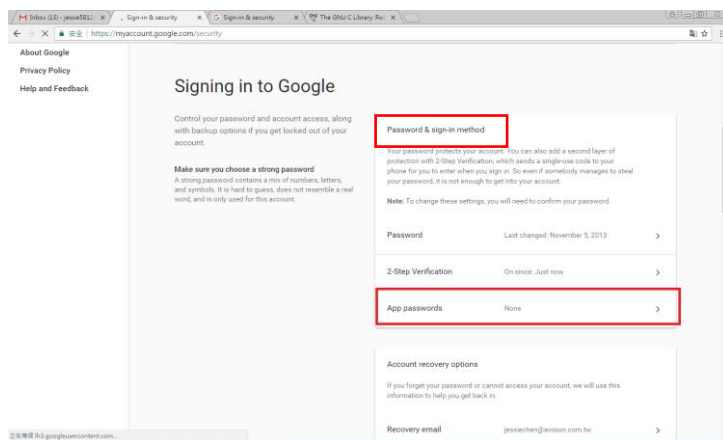 Inbox (13) - jessie5812
Sign-in & security
Sign-in & security
The GNU C Library: Re
安全 | https://myaccount.google.com/security
About Google
Privacy Policy
Help and Feedback
Signing in to Google
Control your password and account access, along
with backup options if you get locked out of your
account.
Make sure you choose a strong password
A strong password contains a mix of numbers, letters,
and symbols. It is hard to guess, does not resemble a real
word, and is only used for this account.
Password & sign-in method
Your password protects your account. You can also add a second layer of
protection with 2-Step Verification, which sends a single-use code to your
phone for you to enter when you sign in. So even if somebody manages to steal
your password, it is not enough to get into your account.
Note: To change these settings, you will need to confirm your password.
Password Last changed: November 5, 2013
2-Step Verification On since: Just now
App passwords None
Account recovery options
If you forget your password or cannot access your account, we will use this
information to help you get back in.
Recovery email jessiechen@avision.com.tw
lh3.googleusercontent.com...